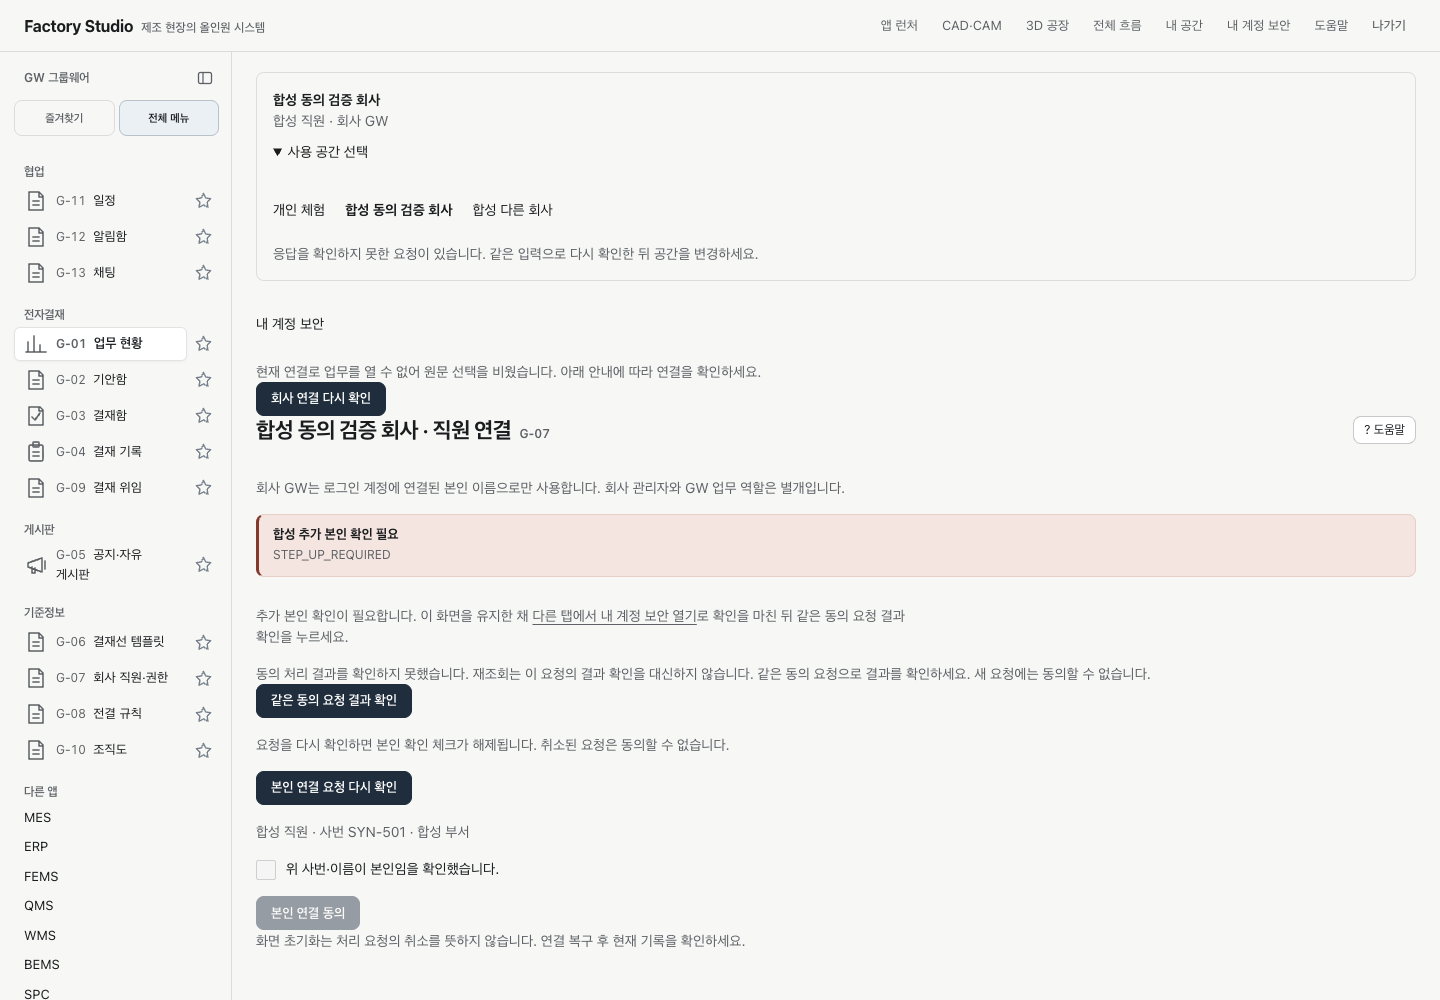 Factory Studio 제조 현장의 올인원 시스템
앱 런처 CAD·CAM 3D 공장 전체 흐름 내 공간 내 계정 보안 도움말 나가기
GW 그룹웨어
즐겨찾기 전체 메뉴
협업
G-11 일정
G-12 알림함
G-13 채팅
전자결재
G-01 업무 현황
G-02 기안함
G-03 결재함
G-04 결재 기록
G-09 결재 위임
게시판
G-05 공지·자유
게시판
기준정보
G-06 결재선 템플릿
G-07 회사 직원·권한
G-08 전결 규칙
G-10 조직도
다른 앱
MES
ERP
FEMS
QMS
WMS
BEMS
SPC
합성 동의 검증 회사
합성 직원 · 회사 GW
▼ 사용 공간 선택
개인 체험 합성 동의 검증 회사 합성 다른 회사
응답을 확인하지 못한 요청이 있습니다. 같은 입력으로 다시 확인한 뒤 공간을 변경하세요.
내 계정 보안
현재 연결로 업무를 열 수 없어 원문 선택을 비웠습니다. 아래 안내에 따라 연결을 확인하세요.
회사 연결 다시 확인
합성 동의 검증 회사 · 직원 연결 G-07
? 도움말
회사 GW는 로그인 계정에 연결된 본인 이름으로만 사용합니다. 회사 관리자와 GW 업무 역할은 별개입니다.
합성 추가 본인 확인 필요
STEP_UP_REQUIRED
추가 본인 확인이 필요합니다. 이 화면을 유지한 채 다른 탭에서 내 계정 보안 열기로 확인을 마친 뒤 같은 동의 요청 결과
확인을 누르세요.
동의 처리 결과를 확인하지 못했습니다. 재조회는 이 요청의 결과 확인을 대신하지 않습니다. 같은 동의 요청으로 결과를 확인하세요. 새 요청에는 동의할 수 없습니다.
같은 동의 요청 결과 확인
요청을 다시 확인하면 본인 확인 체크가 해제됩니다. 취소된 요청은 동의할 수 없습니다.
본인 연결 요청 다시 확인
합성 직원 · 사번 SYN-501 · 합성 부서
위 사번·이름이 본인임을 확인했습니다.
본인 연결 동의
화면 초기화는 처리 요청의 취소를 뜻하지 않습니다. 연결 복구 후 현재 기록을 확인하세요.